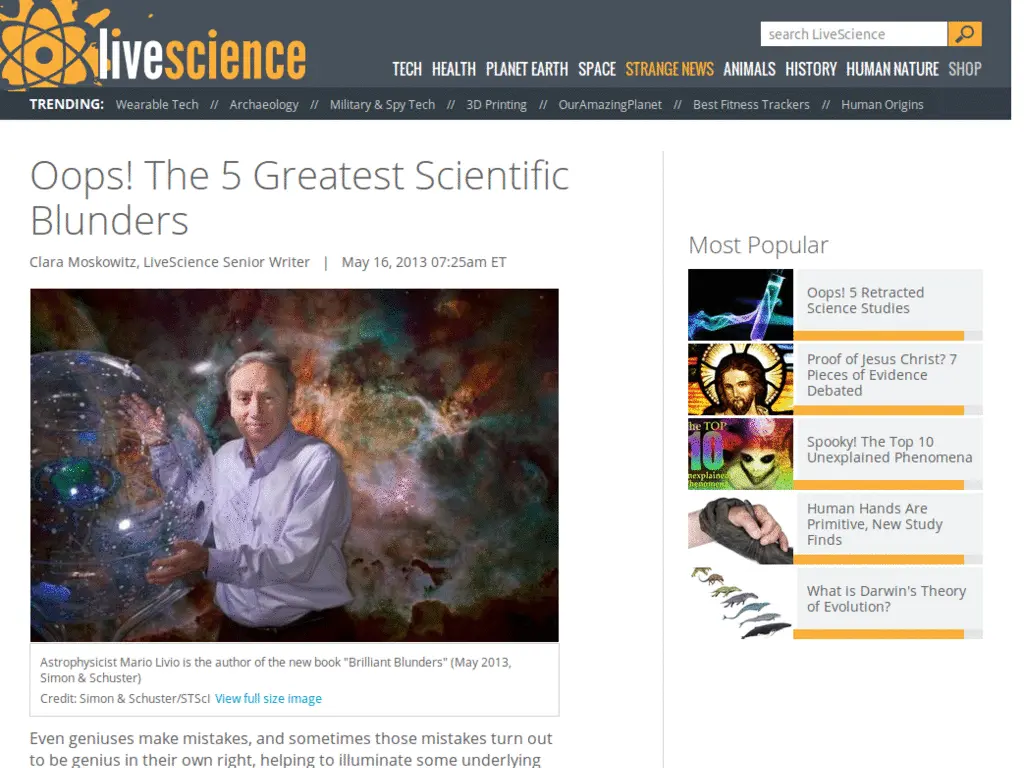 livescience
search LiveScience
TECH HEALTH PLANET EARTH SPACE STRANGE NEWS ANIMALS HISTORY HUMAN NATURE SHOP
TRENDING: Wearable Tech // Archaeology // Military & Spy Tech // 3D Printing // OurAmazingPlanet // Best Fitness Trackers // Human Origins
Oops! The 5 Greatest Scientific
Blunders
Clara Moskowitz, LiveScience Senior Writer | May 16, 2013 07:25am ET
Astrophysicist Mario Livio is the author of the new book "Brilliant Blunders" (May 2013,
Simon & Schuster)
Credit: Simon & Schuster/STScI View full size image
Even geniuses make mistakes, and sometimes those mistakes turn out
to be genius in their own right, helping to illuminate some underlying
Most Popular
Oops! 5 Retracted
Science Studies
Proof of Jesus Christ? 7
Pieces of Evidence
Debated
he TOP
10
nexplained
henomena
Spooky! The Top 10
Unexplained Phenomena
Human Hands Are
Primitive, New Study
Finds
What is Darwin's Theory
of Evolution?